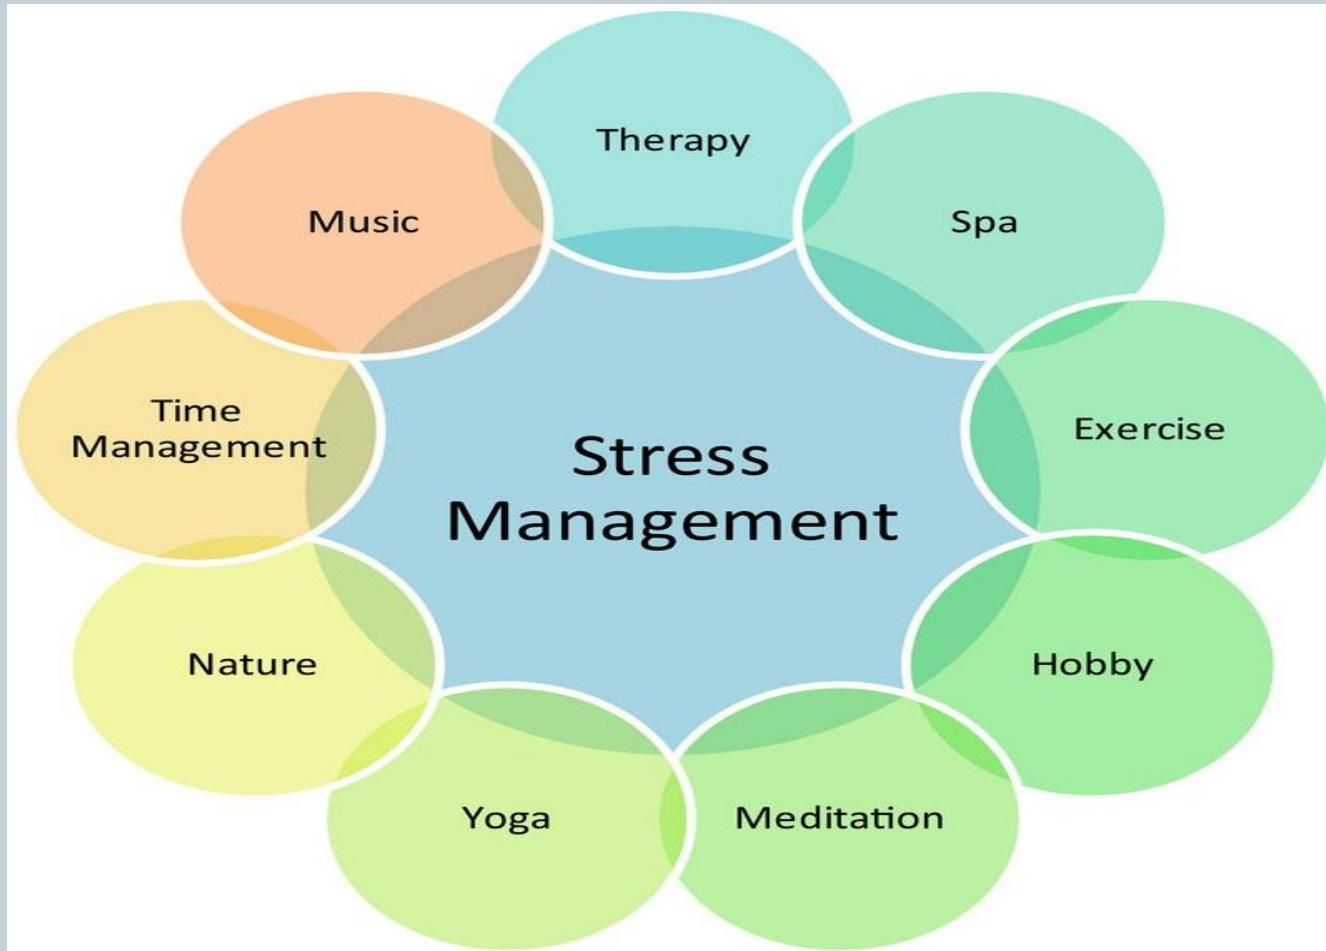 Therapy
Music
Spa
Time
Management
Exercise
Stress
Management
Nature
Hobby
Yoga
Meditation